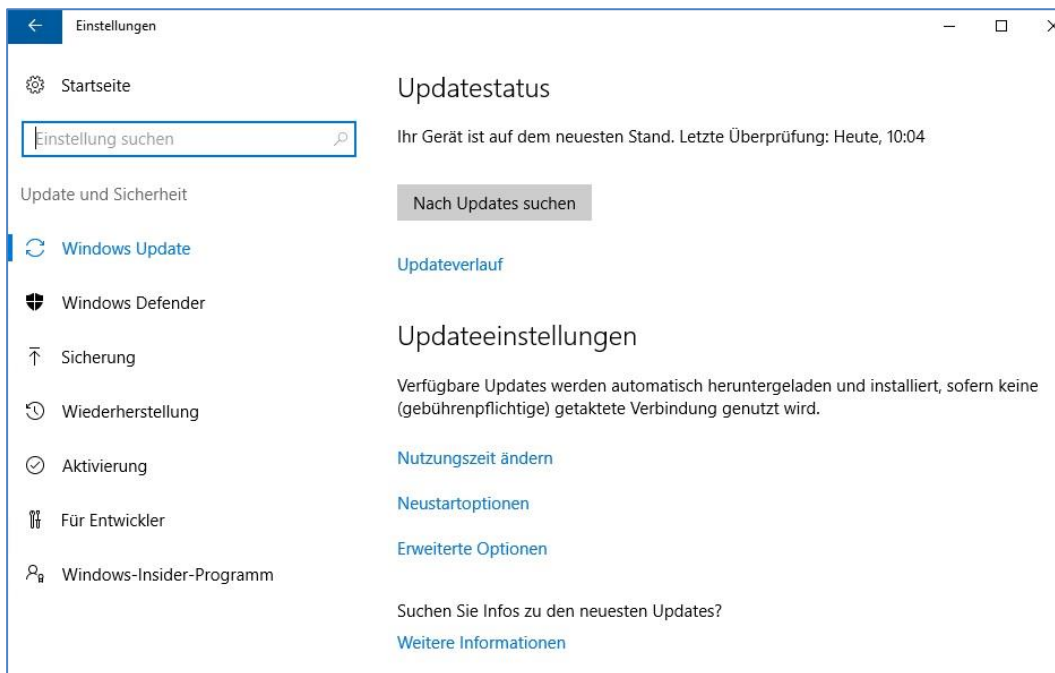 Einstellungen
Startseite
Einstellung suchen
Update und Sicherheit
Windows Update
Windows Defender
Sicherung
Wiederherstellung
Aktivierung
Für Entwickler
Windows-Insider-Programm
Updatestatus
Ihr Gerät ist auf dem neuesten Stand. Letzte Überprüfung: Heute, 10:04
Nach Updates suchen
Updateverlauf
Updateeinstellungen
Verfügbare Updates werden automatisch heruntergeladen und installiert, sofern keine
(gebührenpflichtige) getaktete Verbindung genutzt wird.
Nutzungszeit ändern
Neustartoptionen
Erweiterte Optionen
Suchen Sie Infos zu den neuesten Updates?
Weitere Informationen